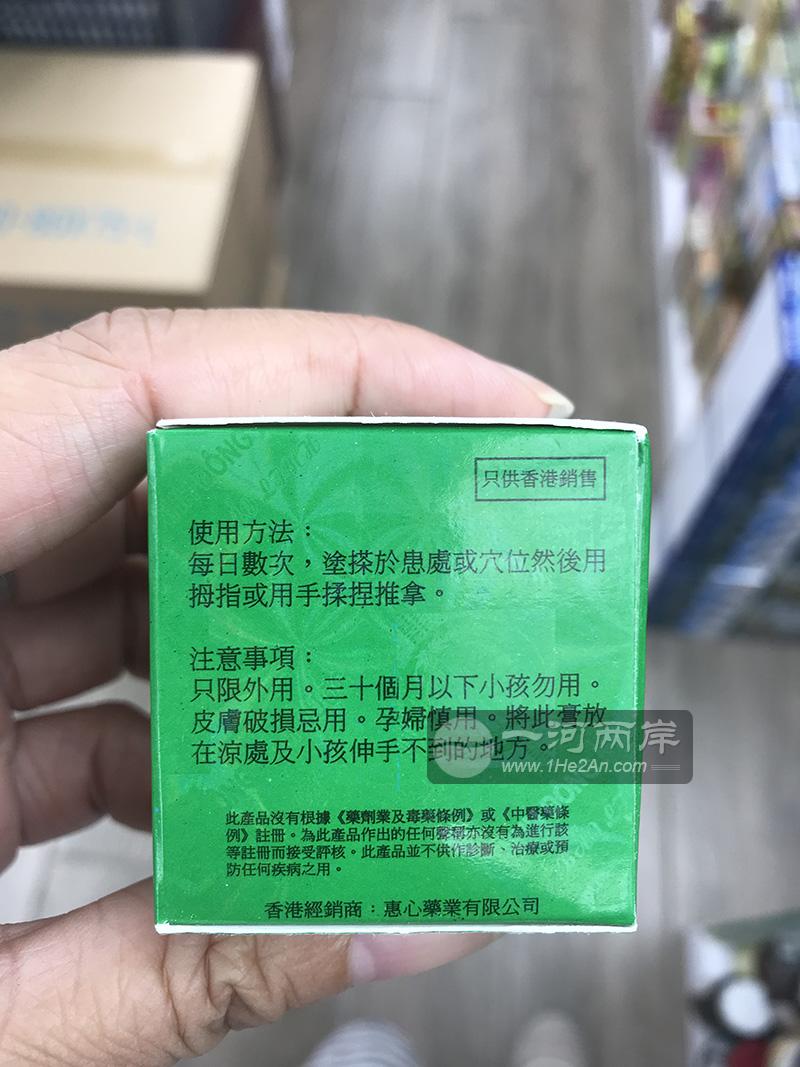 只供香港銷售
使用方法：
每日數次，塗搽於患處或穴位然後用
拇指或用手揉捏推拿。
注意事項：
只限外用。三十個月以下小孩勿用。
皮膚破損忌用。孕婦慎用。將此膏放
在涼處及小孩伸手不到的地方。
一河两岸
www.1He2An.com
此產品沒有根據《藥劑業及毒藥條例》或《中醫藥條
例》註冊。為此產品作出的任何聲稱亦沒有為進行該
等註冊而接受評核。此產品並不供作診斷、治療或預
防任何疾病之用。
香港經銷商：惠心藥業有限公司